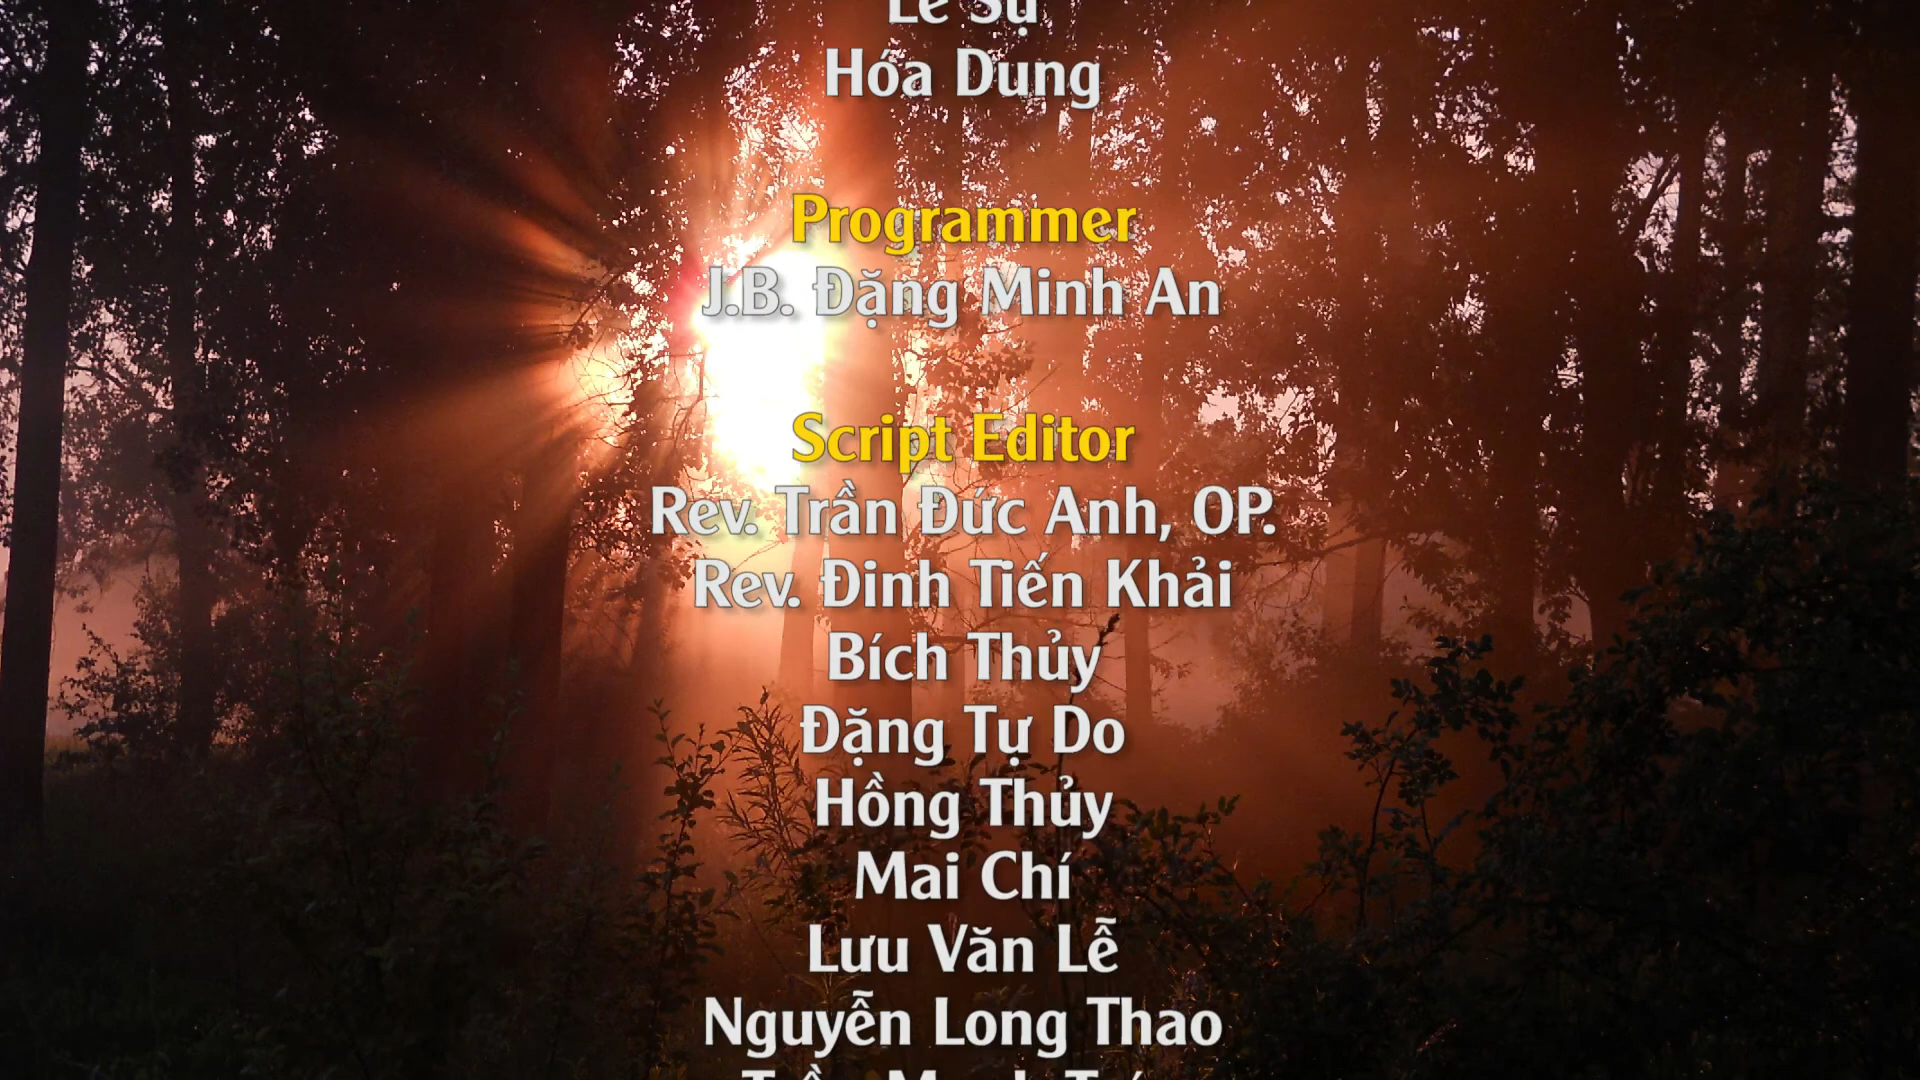 Hóa Dung
Programmer
J.B. Đặng Minh An
Script Editor
Rev. Trần Đức Anh, OP.
Rev. Đinh Tiến Khải
Bích Thủy
Đặng Tự Do
Hồng Thủy
Mai Chí
Lưu Văn Lễ
Nguyễn Long Thao